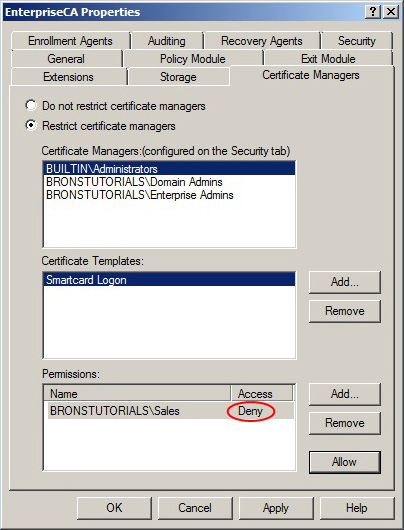 EnterpriseCA Properties
?
Enrollment Agents Auditing Recovery Agents Security
General Policy Module Exit Module
Extensions Storage Certificate Managers
Do not restrict certificate managers
Restrict certificate managers
Certificate Managers:(configured on the Security tab)
BUILTIN\Administrators
BRONSTUTORIALS\Domain Admins
BRONSTUTORIALS\Enterprise Admins
Certificate Templates:
Smartcard Logon
Add...
Remove
Permissions:
Name Access
BRONSTUTORIALS\Sales Deny
Add...
Remove
Allow
OK Cancel Apply Help